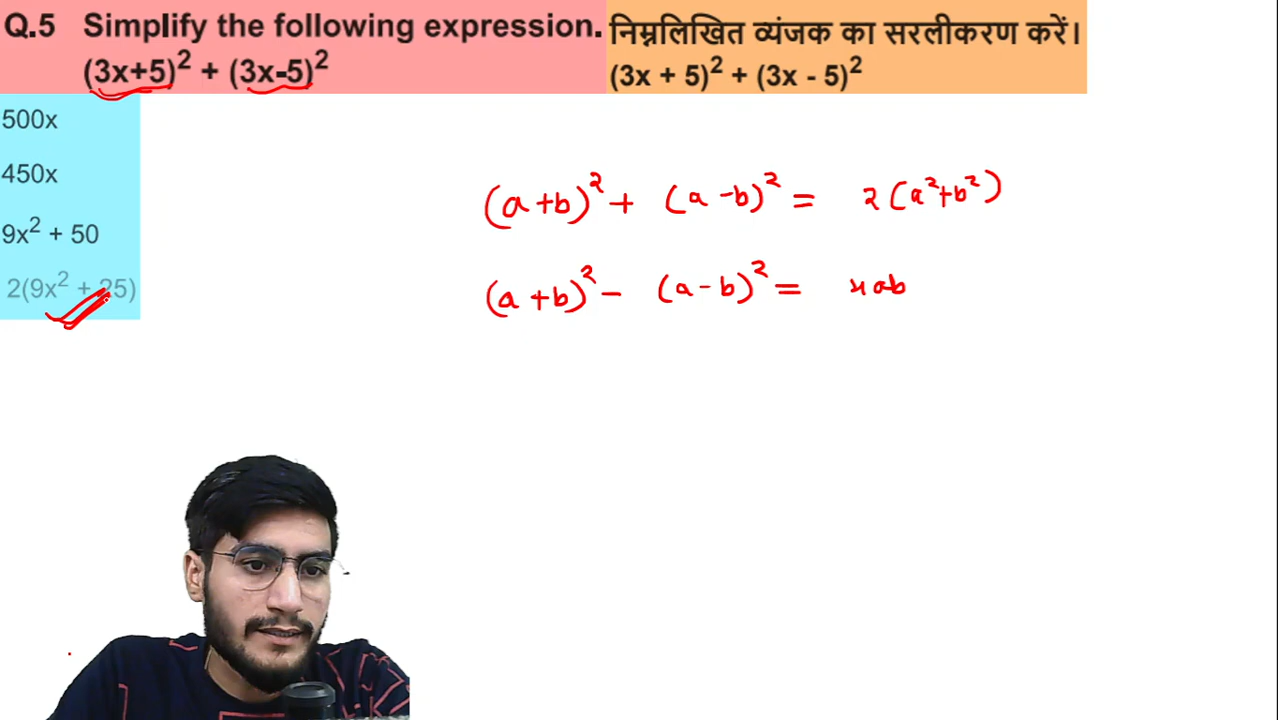 Q.5 Simplify the following expression.
(3x+5)² + (3x-5)²
निम्नलिखित व्यंजक का सरलीकरण करें।
(3x + 5)² + (3x - 5)²
500x
450x
9x² + 50
2(9x² + 25)
(a+b)² + (a-b)² = 2(a²+b²)
(a+b)² - (a-b)² = 4ab